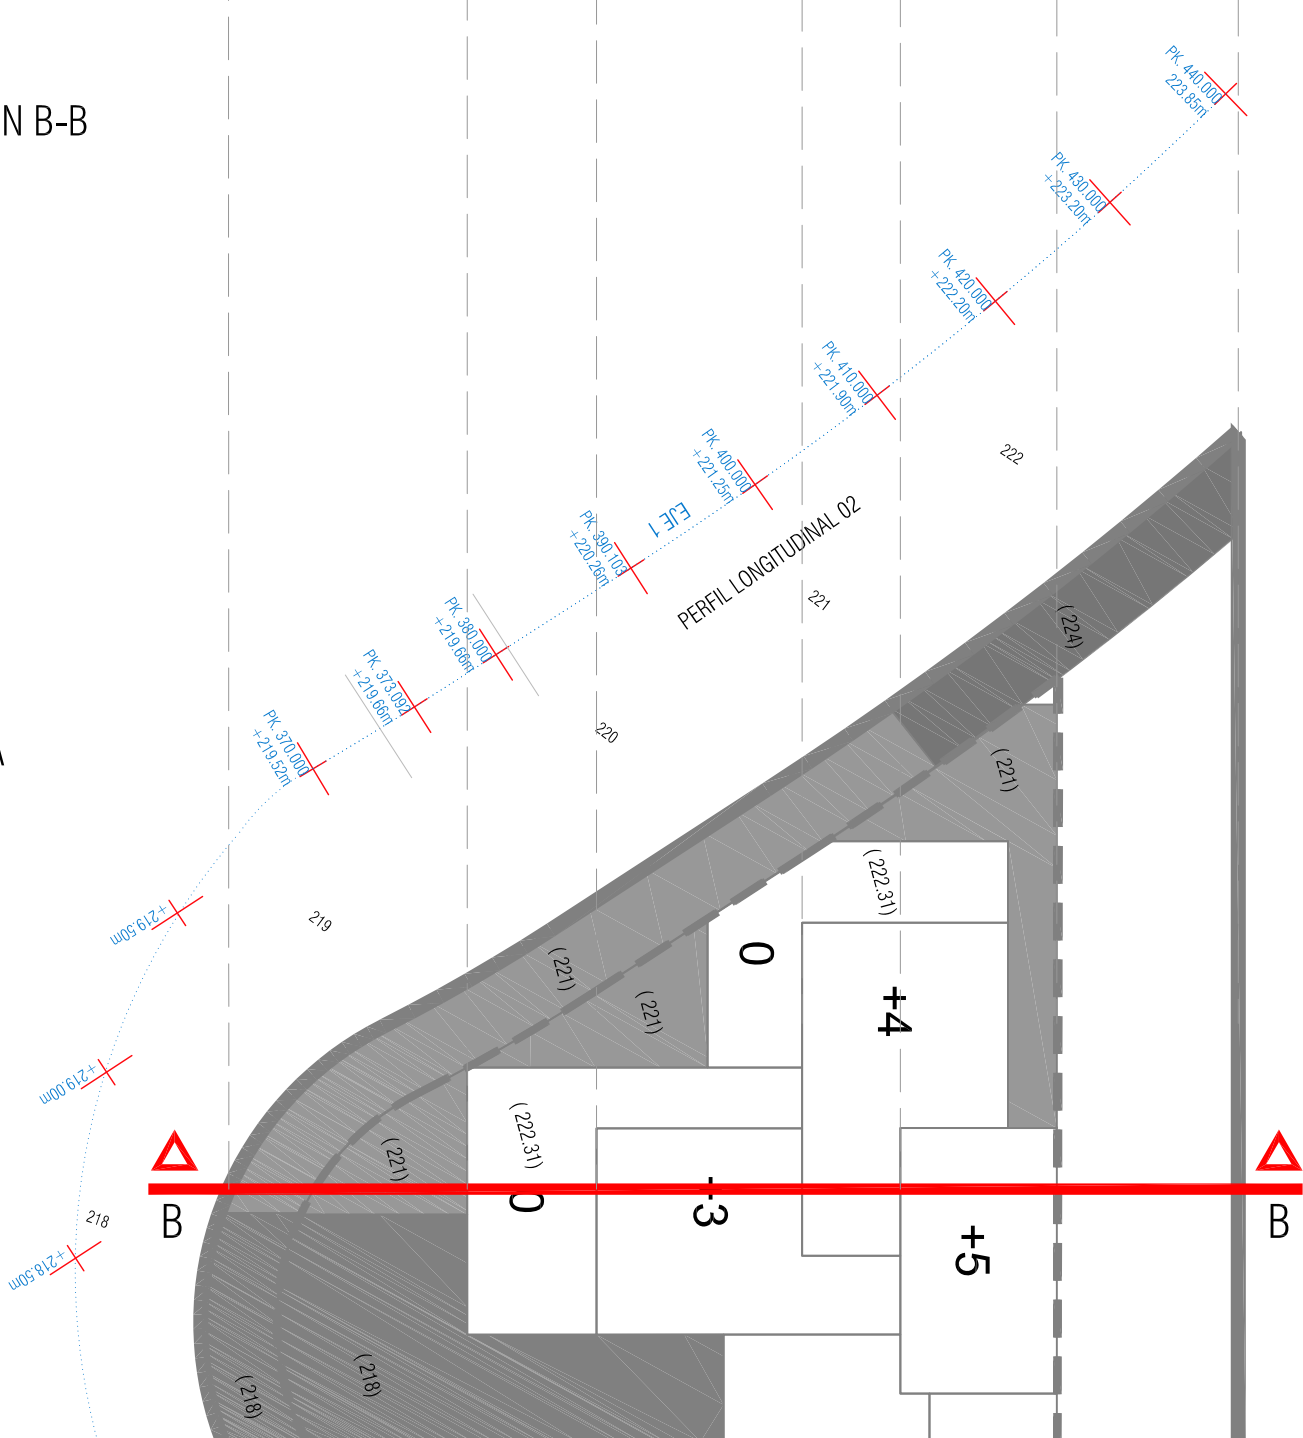 N B-B
PK. 440.000
223.85m
PK. 430.000
+223.20m
PK. 420.000
+222.20m
PK. 410.000
+221.90m
222
PK. 400.000
+221.25m
EJE 1
PERFIL LONGITUDINAL 02
PK. 390.103
+220.26m
221
PK. 380.000
+219.66m
(224)
PK. 373.092
+219.66m
220
PK. 370.000
+219.52m
A
(221)
(222.31)
+219.50m
219
0
(221)
(221)
+4
+219.00m
(222.31)
(221)
B
0
+3
B
218
+5
+218.50m
(218)
(218)